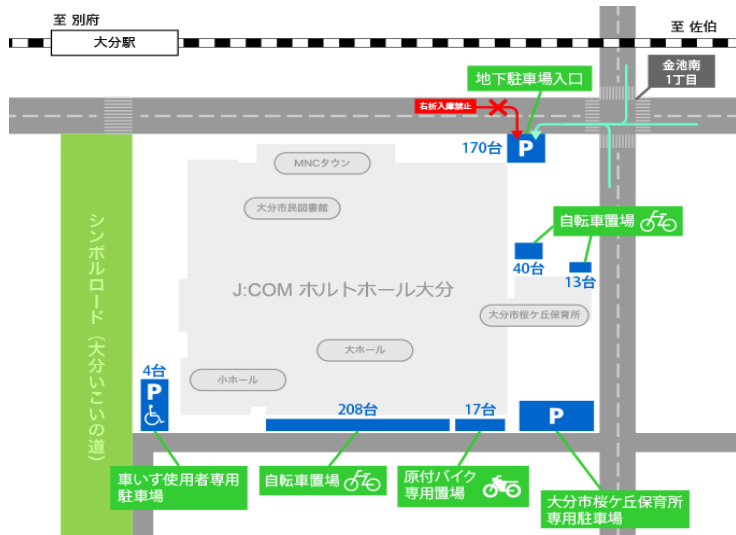 至 別府
大分駅
至 佐伯
金池南
1丁目
地下駐車場入口
右折入庫禁止
170台
P
MNCタウン
大分市民図書館
自転車置場
40台
13台
J:COM ホルトホール大分
大分市桜ケ丘保育所
大ホール
小ホール
シンボルロード（大分いこいの道）
4台
P
208台
17台
P
車いす使用者専用
駐車場
自転車置場
原付バイク
専用置場
大分市桜ケ丘保育所
専用駐車場